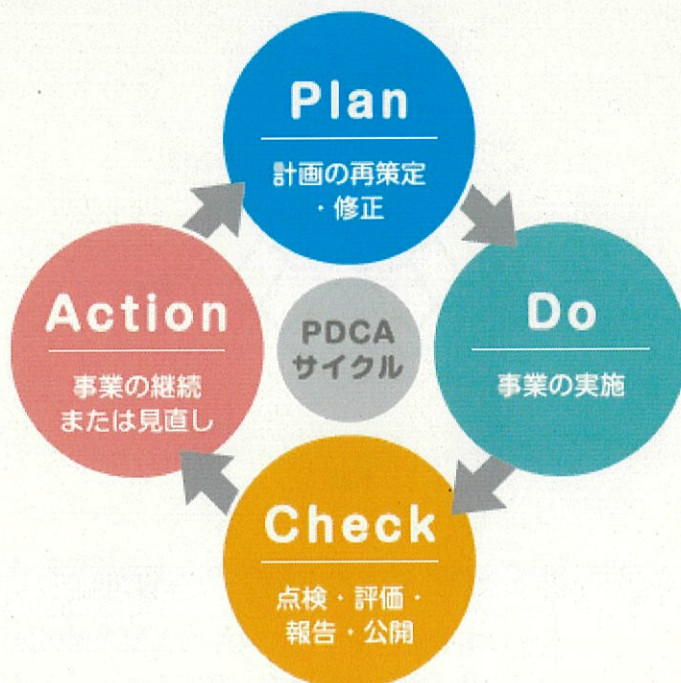 Plan
計画の再策定
・修正
Do
事業の実施
Check
点検・評価・
報告・公開
Action
事業の継続
または見直し
PDCA
サイクル